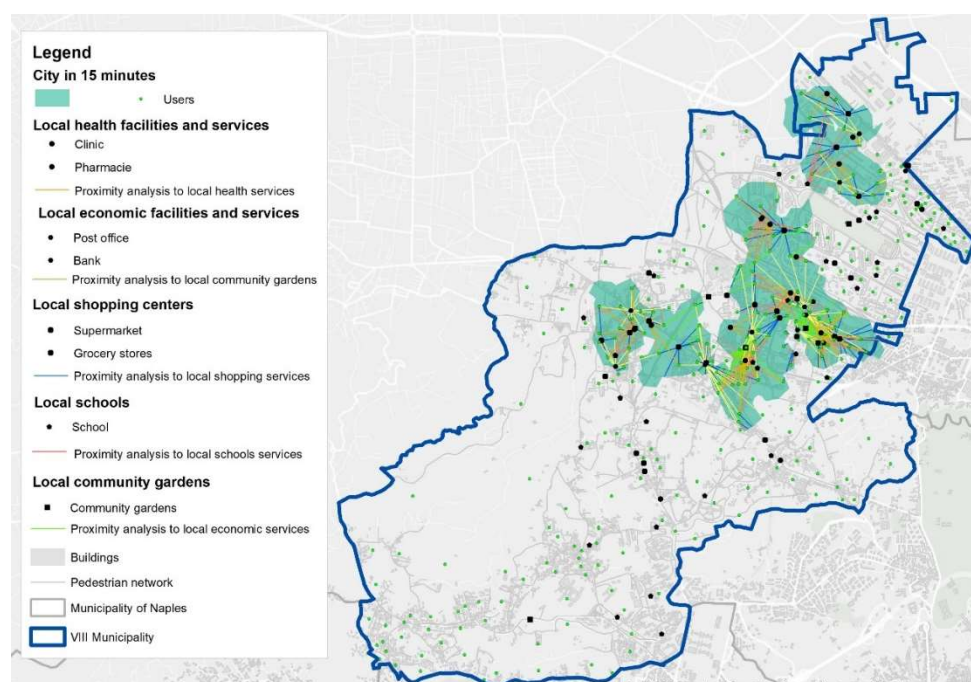 Legend
City in 15 minutes
Users
Local health facilities and services
Clinic
Pharmacie
Proximity analysis to local health services
Local economic facilities and services
Post office
Bank
Proximity analysis to local community gardens
Local shopping centers
Supermarket
Grocery stores
Proximity analysis to local shopping services
Local schools
School
Proximity analysis to local schools services
Local community gardens
Community gardens
Proximity analysis to local economic services
Buildings
Pedestrian network
Municipality of Naples
VIII Municipality